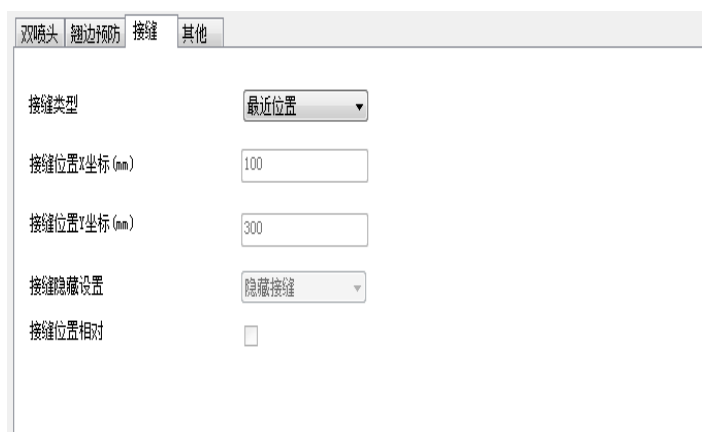 双喷头 翘边预防 接缝 其他
接缝类型 最近位置
接缝位置X坐标(mm) 100
接缝位置Y坐标(mm) 300
接缝隐藏设置 隐藏接缝
接缝位置相对